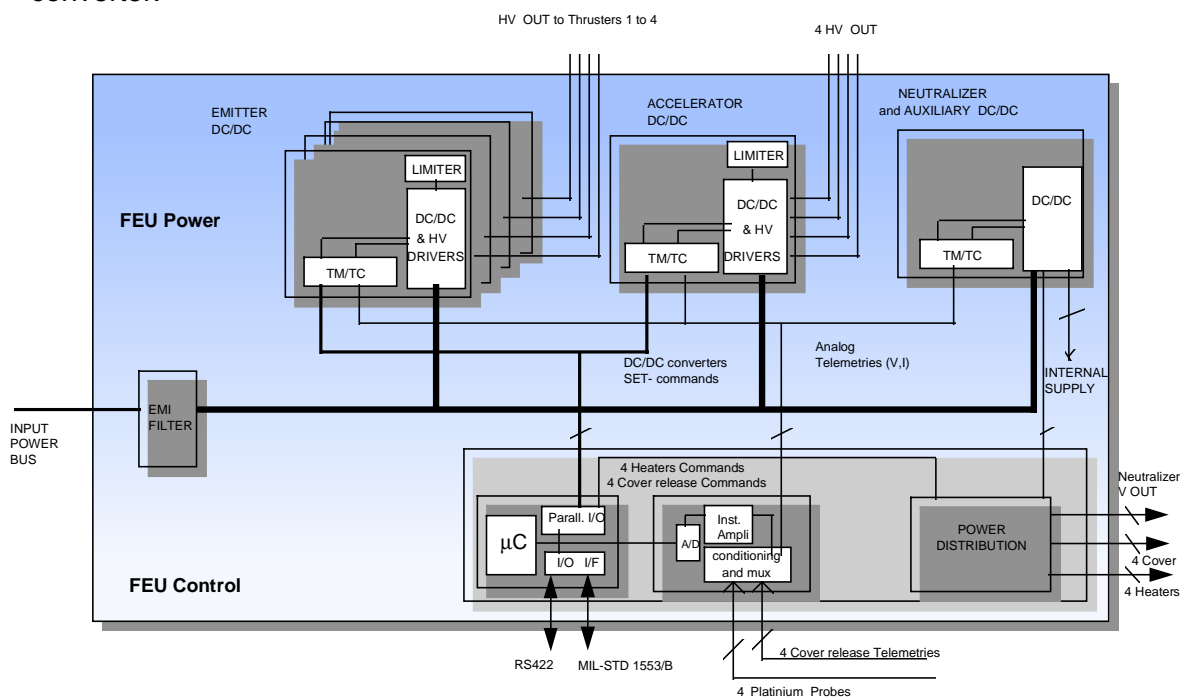 HV OUT to Thrusters 1 to 4
4 HV OUT
EMITTER
DC/DC
ACCELERATOR
DC/DC
NEUTRALIZER
and AUXILIARY DC/DC
LIMITER
DC/DC
& HV
DRIVERS
TM/TC
LIMITER
DC/DC
& HV
DRIVERS
TM/TC
DC/DC
TM/TC
FEU Power
DC/DC converters
SET- commands
Analog
Telemetries (V,I)
INTERNAL
SUPPLY
EMI
FILTER
INPUT
POWER
BUS
4 Heaters Commands
4 Cover release Commands
Parall. I/O
µC
I/O I/F
A/D
Inst.
Ampli
conditioning
and mux
POWER
DISTRIBUTION
Neutralizer
V OUT
4 Cover
4 Heaters
FEU Control
RS422
MIL-STD 1553/B
4 Cover release Telemetries
4 Platinium Probes